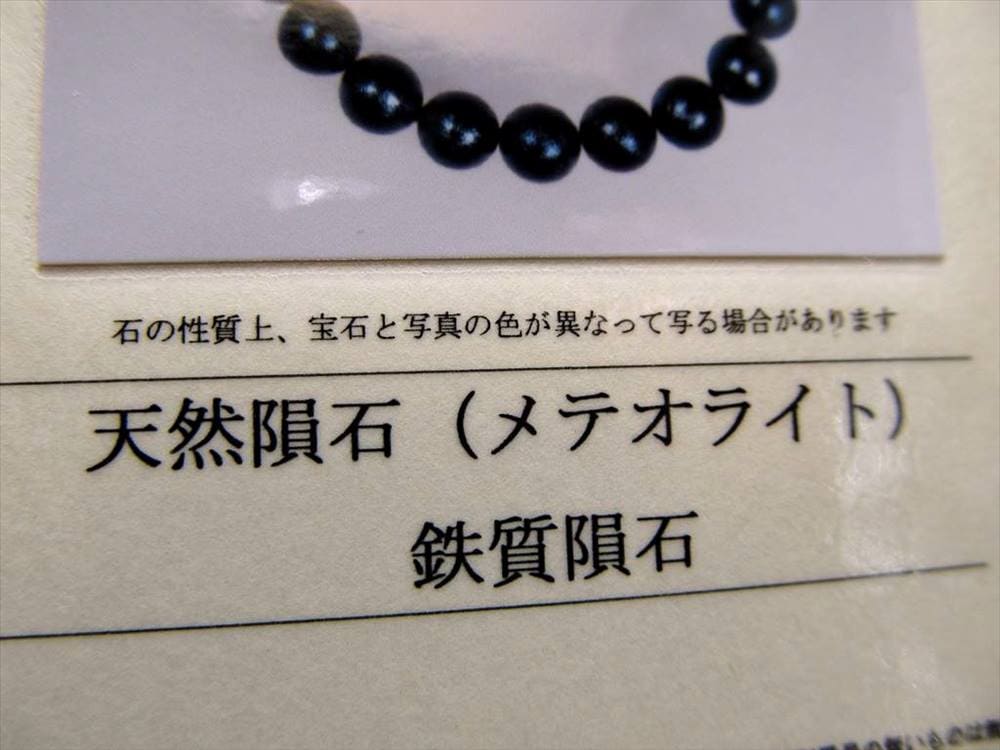 石の性質上、宝石と写真の色が異なって写る場合があります
天然隕石（メテオライト）
鉄質隕石